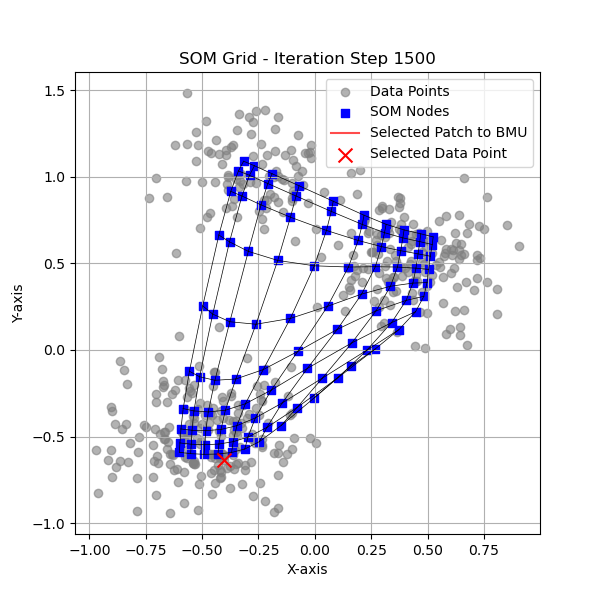 SOM Grid - Iteration Step 1500
Data Points
SOM Nodes
Selected Patch to BMU
Selected Data Point
Y-axis
1.5
1.0
0.5
0.0
−0.5
−1.0
−1.00 −0.75 −0.50 −0.25 0.00 0.25 0.50 0.75
X-axis